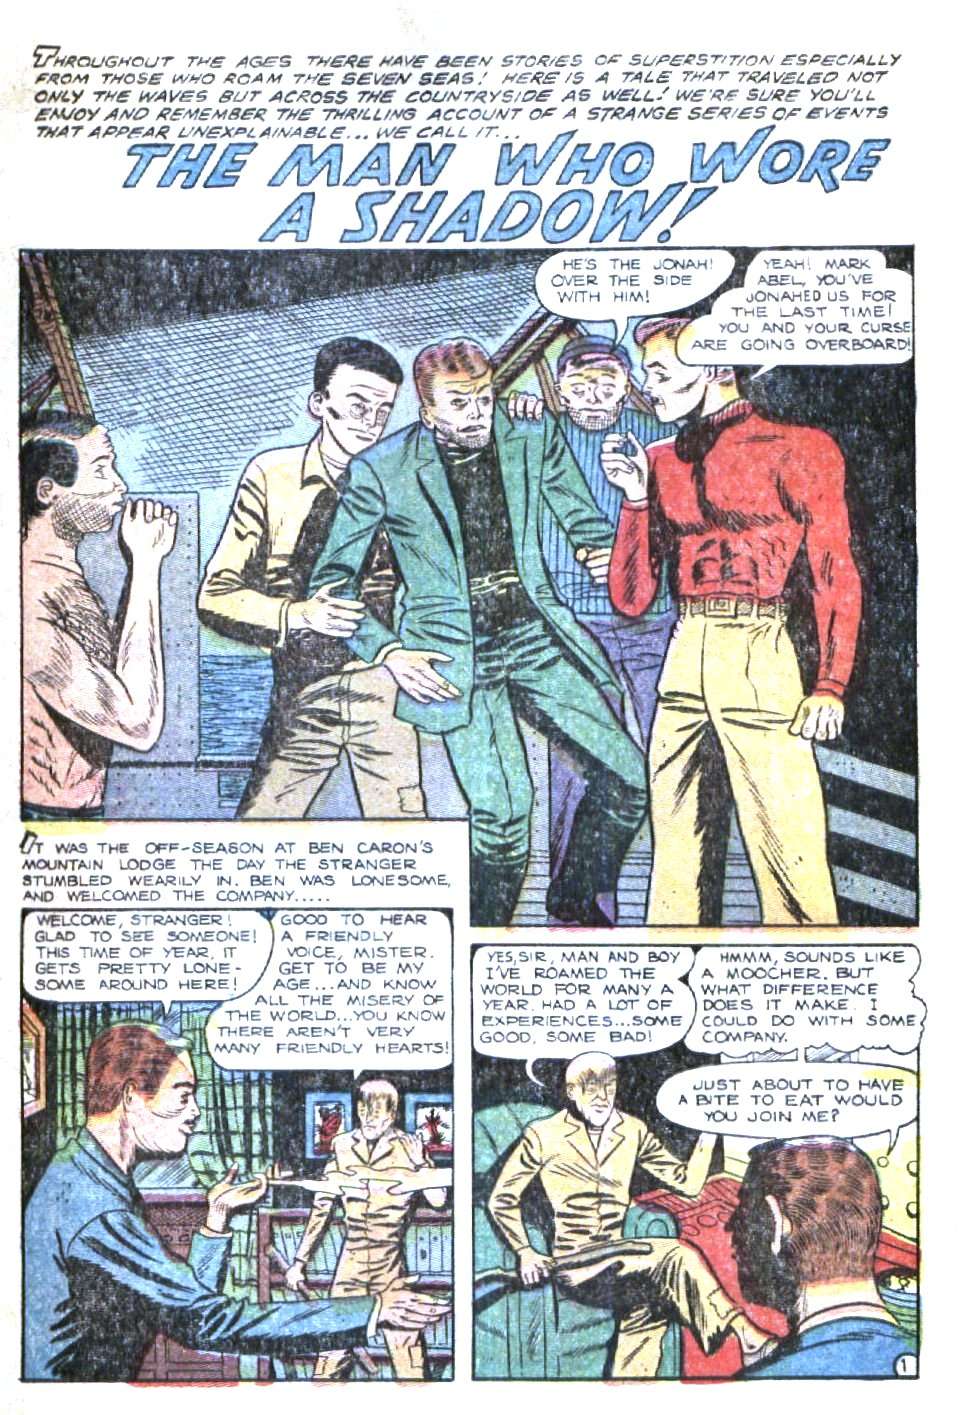 THROUGHOUT THE AGES THERE HAVE BEEN STORIES OF SUPERSTITION ESPECIALLY
FROM THOSE WHO ROAM THE SEVEN SEAS! HERE IS A TALE THAT TRAVELED NOT
ONLY THE WAVES BUT ACROSS THE COUNTRYSIDE AS WELL! WE'RE SURE YOU'LL
ENJOY AND REMEMBER THE THRILLING ACCOUNT OF A STRANGE SERIES OF EVENTS
THAT APPEAR UNEXPLAINABLE... WE CALL IT...
THE MAN WHO WORE
A SHADOW!
HE'S THE JONAH!
OVER THE SIDE
WITH HIM!
YEAH! MARK
ABEL, YOU'VE
JONAHED US FOR
THE LAST TIME!
YOU AND YOUR CURSE
ARE GOING OVERBOARD!
IT WAS THE OFF-SEASON AT BEN CARON'S
MOUNTAIN LODGE THE DAY THE STRANGER
STUMBLED WEARILY IN. BEN WAS LONESOME,
AND WELCOMED THE COMPANY.....
WELCOME, STRANGER!
GLAD TO SEE SOMEONE!
THIS TIME OF YEAR, IT
GETS PRETTY LONE-
SOME AROUND HERE!
GOOD TO HEAR
A FRIENDLY
VOICE, MISTER.
GET TO BE MY
AGE...AND KNOW
ALL THE MISERY OF
THE WORLD...YOU KNOW
THERE AREN'T VERY
MANY FRIENDLY HEARTS!
YES, SIR, MAN AND BOY
I'VE ROAMED THE
WORLD FOR MANY A
YEAR. HAD A LOT OF
EXPERIENCES...SOME
GOOD, SOME BAD!
HMMM, SOUNDS LIKE
A MOOCHER. BUT
WHAT DIFFERENCE
DOES IT MAKE. I
COULD DO WITH SOME
COMPANY.
JUST ABOUT TO HAVE
A BITE TO EAT WOULD
YOU JOIN ME?
1